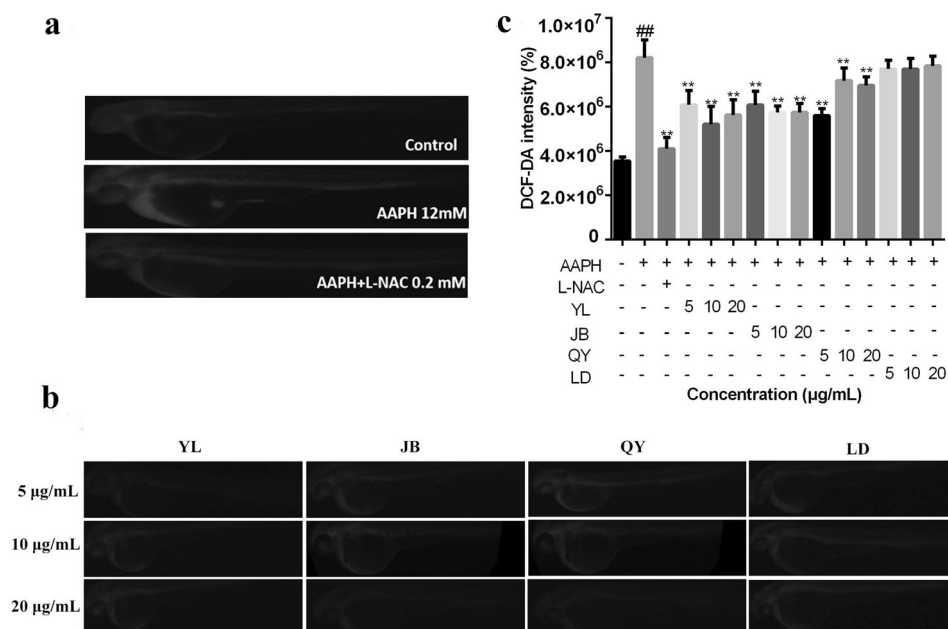 a
Control
AAPH 12mM
AAPH+L-NAC 0.2 mM
c
DCF-DA intensity (%)
1.0×10⁷
8.0×10⁶
6.0×10⁶
4.0×10⁶
2.0×10⁶
0
## ** ** ** ** ** ** ** ** ** **
AAPH - + + + + + + + + + + + + + +
L-NAC - - + - - - - - - - - - - - -
YL - - - 5 10 20 - - - - - - - - -
JB - - - - - - 5 10 20 - - - - - -
QY - - - - - - - - - 5 10 20 - - -
LD - - - - - - - - - - - - 5 10 20
Concentration (μg/mL)
b
YL JB QY LD
5 μg/mL
10 μg/mL
20 μg/mL